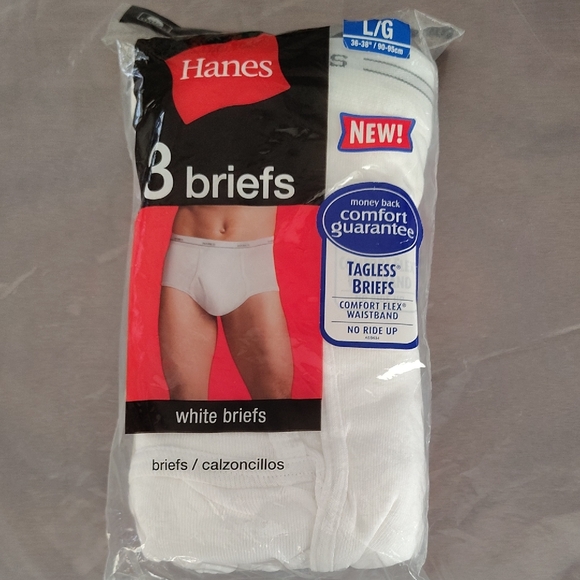 Hanes
L/G
36-38" / 90-96cm
S
NEW!
3 briefs
money back
comfort
guarantee
TAGLESS®
BRIEFS
COMFORT FLEX®
WAISTBAND
NO RIDE UP
white briefs
briefs / calzoncillos